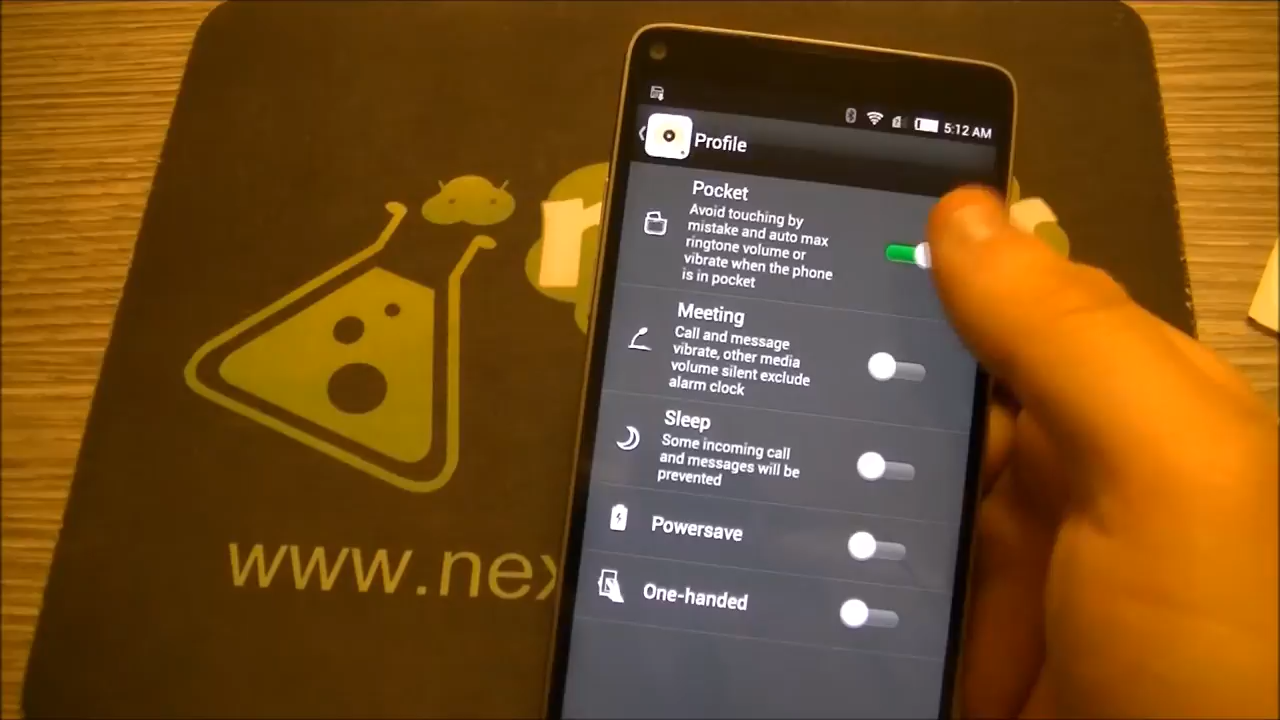 5:12 AM
Profile
Pocket
Avoid touching by
mistake and auto max
ringtone volume or
vibrate when the phone
is in pocket
Meeting
Call and message
vibrate, other media
volume silent exclude
alarm clock
Sleep
Some incoming call
and messages will be
prevented
Powersave
One-handed
www.nex